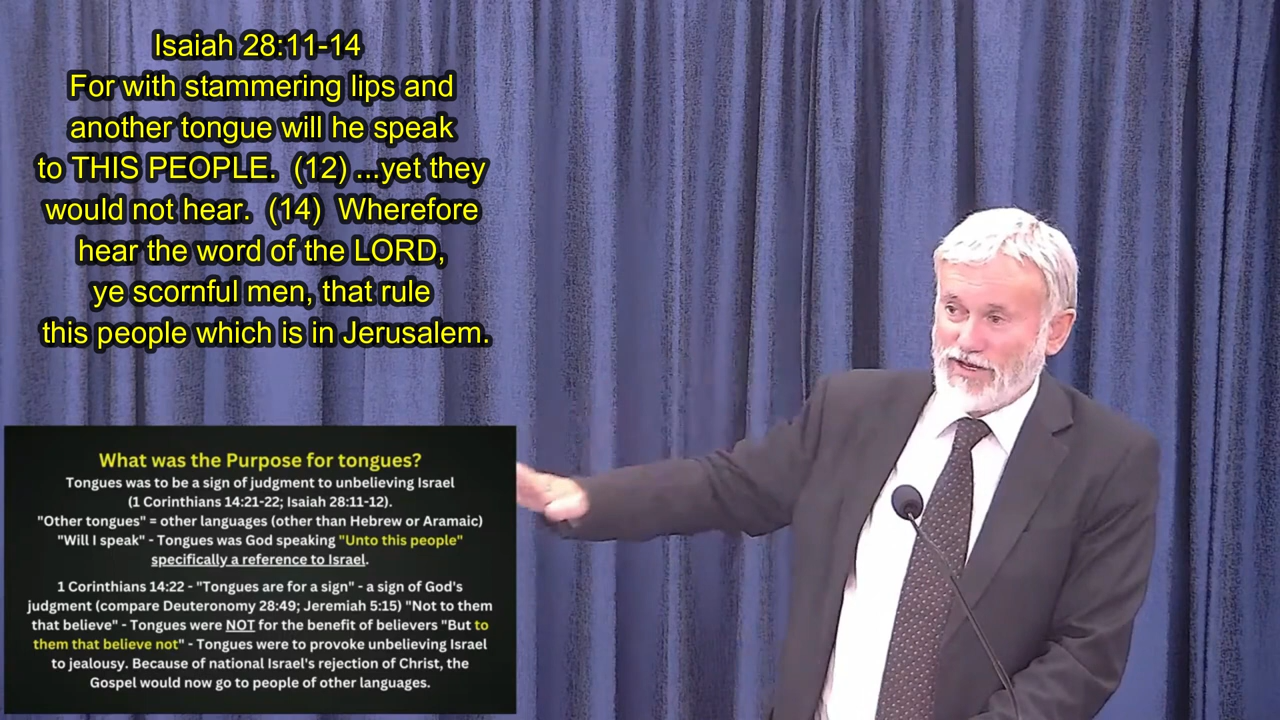 Isaiah 28:11-14
For with stammering lips and
another tongue will he speak
to THIS PEOPLE. (12) ...yet they
would not hear. (14) Wherefore
hear the word of the LORD,
ye scornful men, that rule
this people which is in Jerusalem.
What was the Purpose for tongues?
Tongues was to be a sign of judgment to unbelieving Israel
(1 Corinthians 14:21-22; Isaiah 28:11-12).
"Other tongues" = other languages (other than Hebrew or Aramaic)
"Will I speak" - Tongues was God speaking "Unto this people"
specifically a reference to Israel.
1 Corinthians 14:22 - "Tongues are for a sign" - a sign of God's
judgment (compare Deuteronomy 28:49; Jeremiah 5:15) "Not to them
that believe" - Tongues were NOT for the benefit of believers "But to
them that believe not" - Tongues were to provoke unbelieving Israel
to jealousy. Because of national Israel's rejection of Christ, the
Gospel would now go to people of other languages.